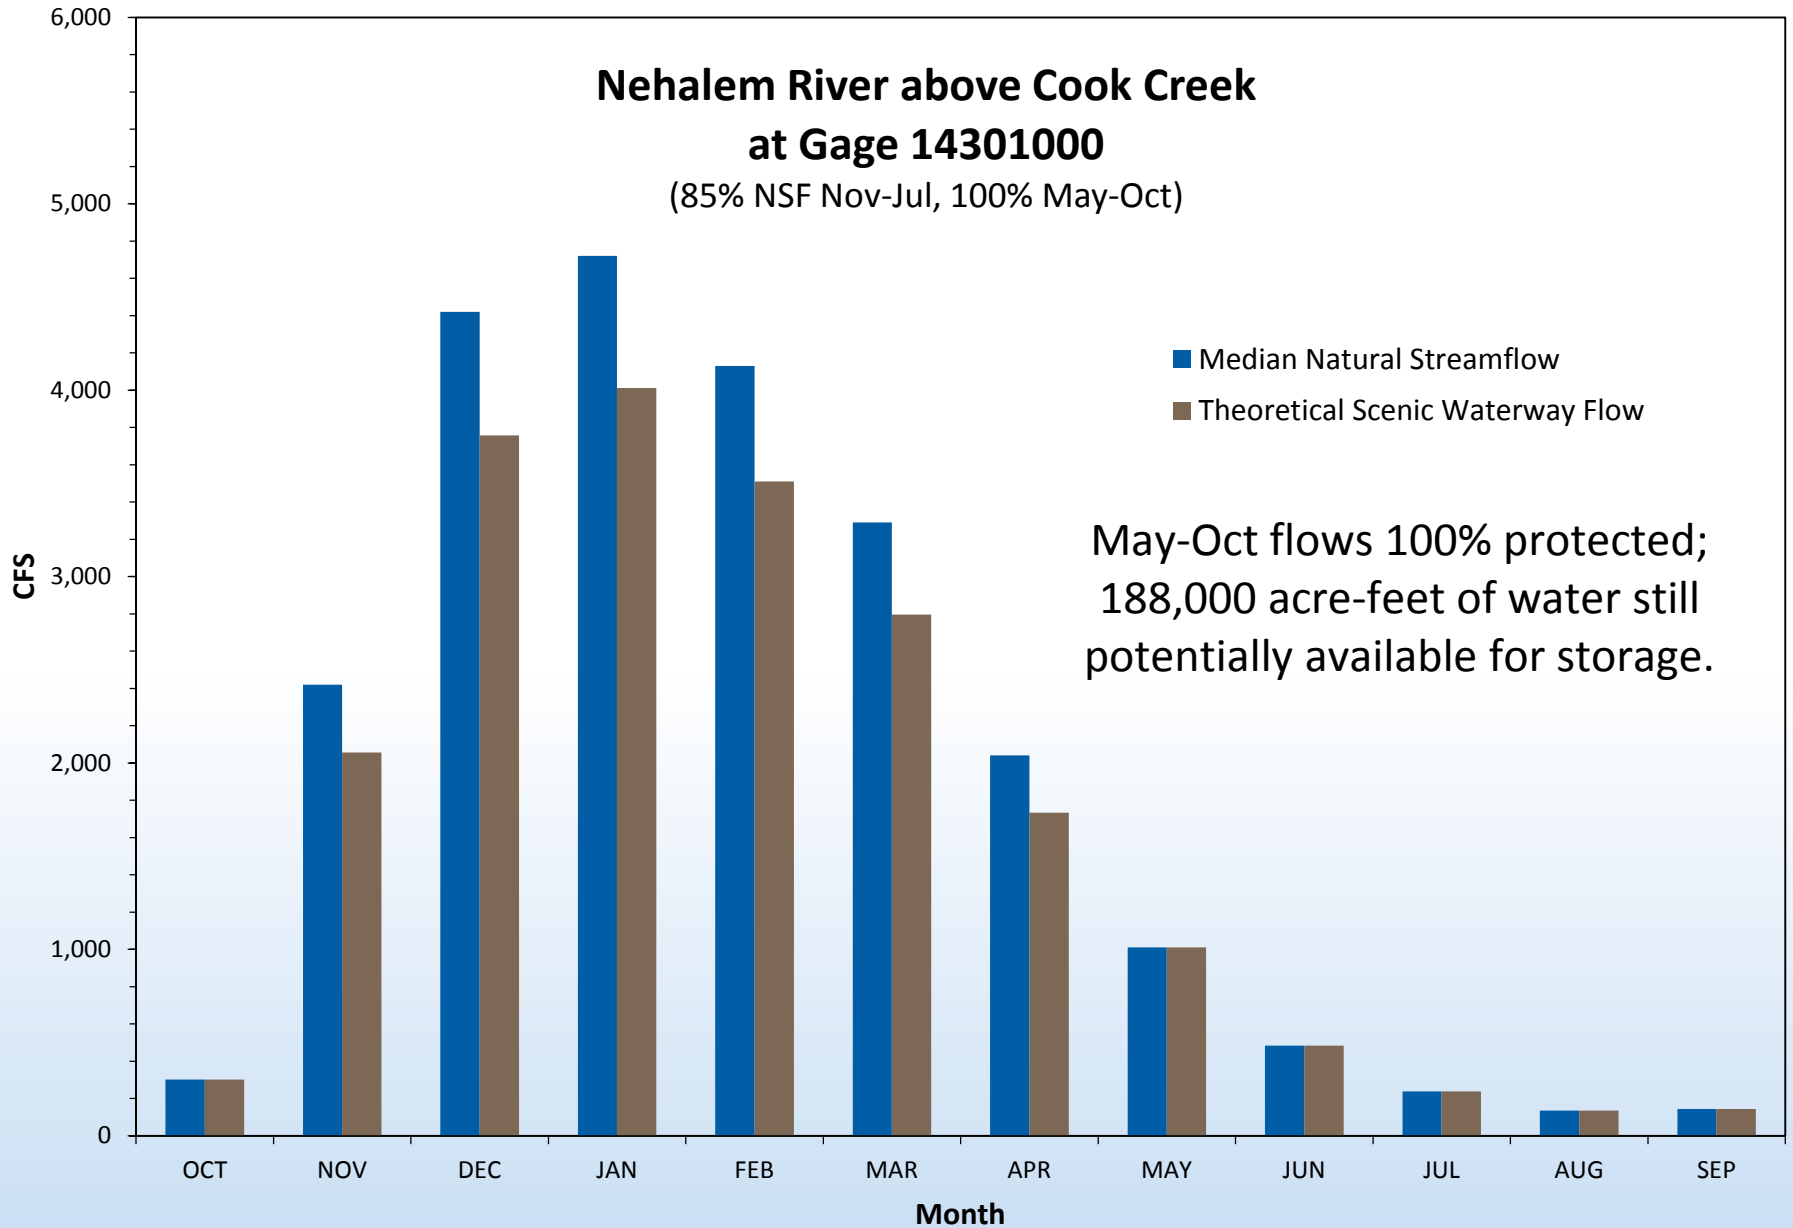 Nehalem River above Cook Creek
at Gage 14301000
(85% NSF Nov-Jul, 100% May-Oct)
6,000
5,000
4,000
3,000
2,000
1,000
0
CFS
Median Natural Streamflow
Theoretical Scenic Waterway Flow
May-Oct flows 100% protected;
188,000 acre-feet of water still
potentially available for storage.
OCT NOV DEC JAN FEB MAR APR MAY JUN JUL AUG SEP
Month